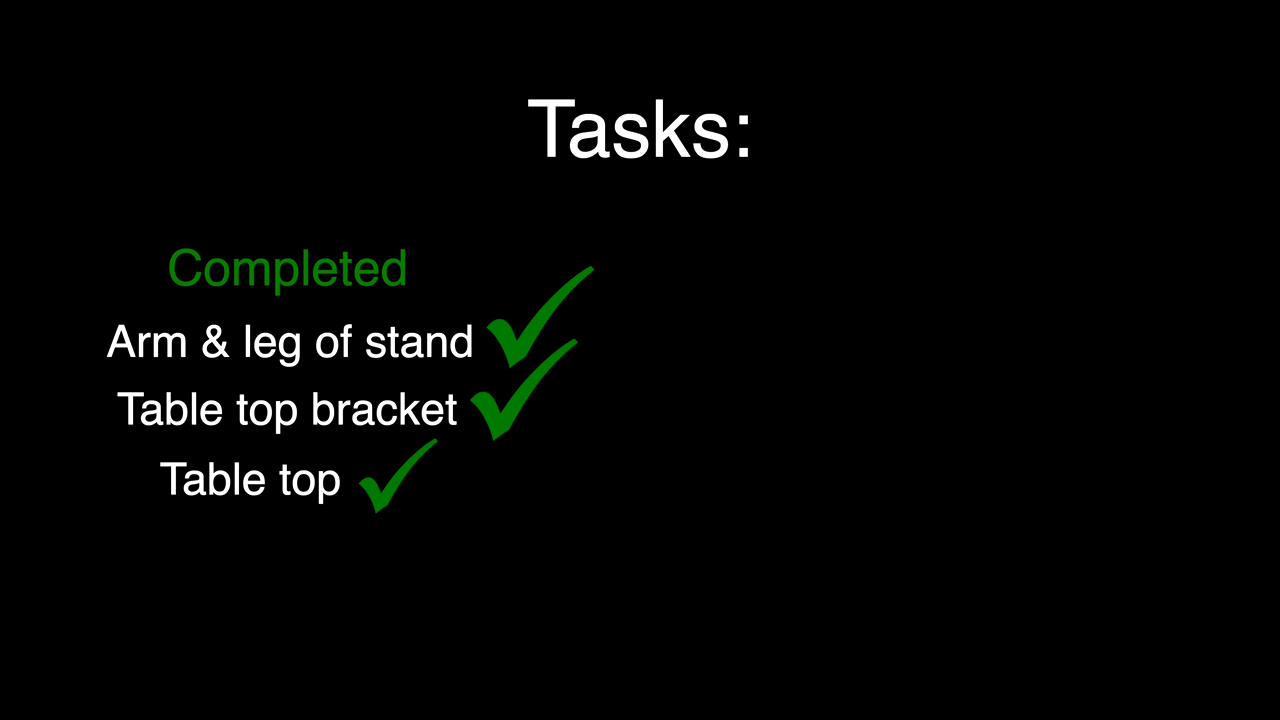 Tasks:
Completed
Arm & leg of stand
Table top bracket
Table top